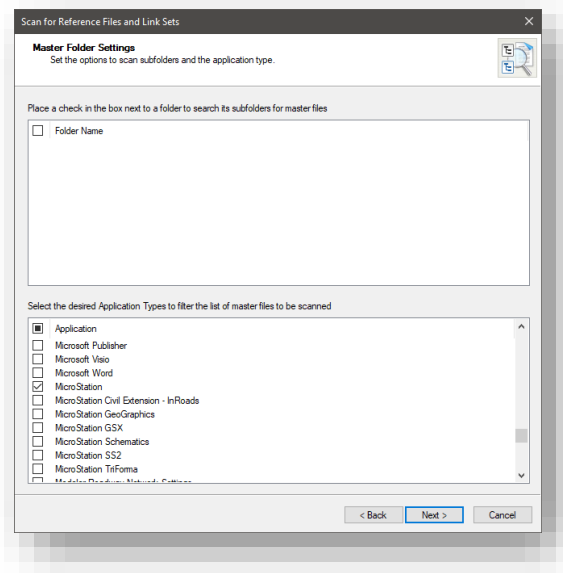 Scan for Reference Files and Link Sets
Master Folder Settings
Set the options to scan subfolders and the application type.
Place a check in the box next to a folder to search its subfolders for master files
Folder Name
Select the desired Application Types to filter the list of master files to be scanned
Application
Microsoft Publisher
Microsoft Visio
Microsoft Word
MicroStation
MicroStation Civil Extension - InRoads
MicroStation GeoGraphics
MicroStation GSX
MicroStation Schematics
MicroStation SS2
MicroStation TriForma
< Back Next > Cancel